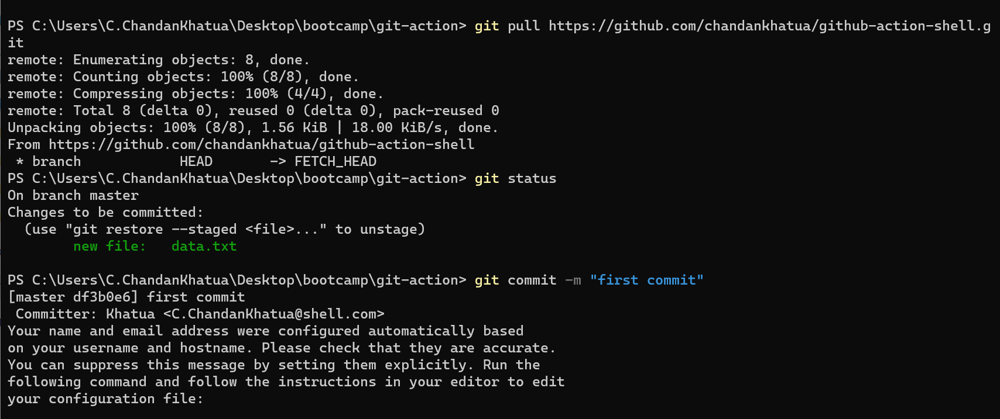 PS C:\Users\C.ChandanKhatua\Desktop\bootcamp\git-action> git pull https://github.com/chandankhatua/github-action-shell.g
it
remote: Enumerating objects: 8, done.
remote: Counting objects: 100% (8/8), done.
remote: Compressing objects: 100% (4/4), done.
remote: Total 8 (delta 0), reused 0 (delta 0), pack-reused 0
Unpacking objects: 100% (8/8), 1.56 KiB | 18.00 KiB/s, done.
From https://github.com/chandankhatua/github-action-shell
 * branch            HEAD       -> FETCH_HEAD
PS C:\Users\C.ChandanKhatua\Desktop\bootcamp\git-action> git status
On branch master
Changes to be committed:
  (use "git restore --staged <file>..." to unstage)
        new file:   data.txt

PS C:\Users\C.ChandanKhatua\Desktop\bootcamp\git-action> git commit -m "first commit"
[master df3b0e6] first commit
 Committer: Khatua <C.ChandanKhatua@shell.com>
Your name and email address were configured automatically based
on your username and hostname. Please check that they are accurate.
You can suppress this message by setting them explicitly. Run the
following command and follow the instructions in your editor to edit
your configuration file: